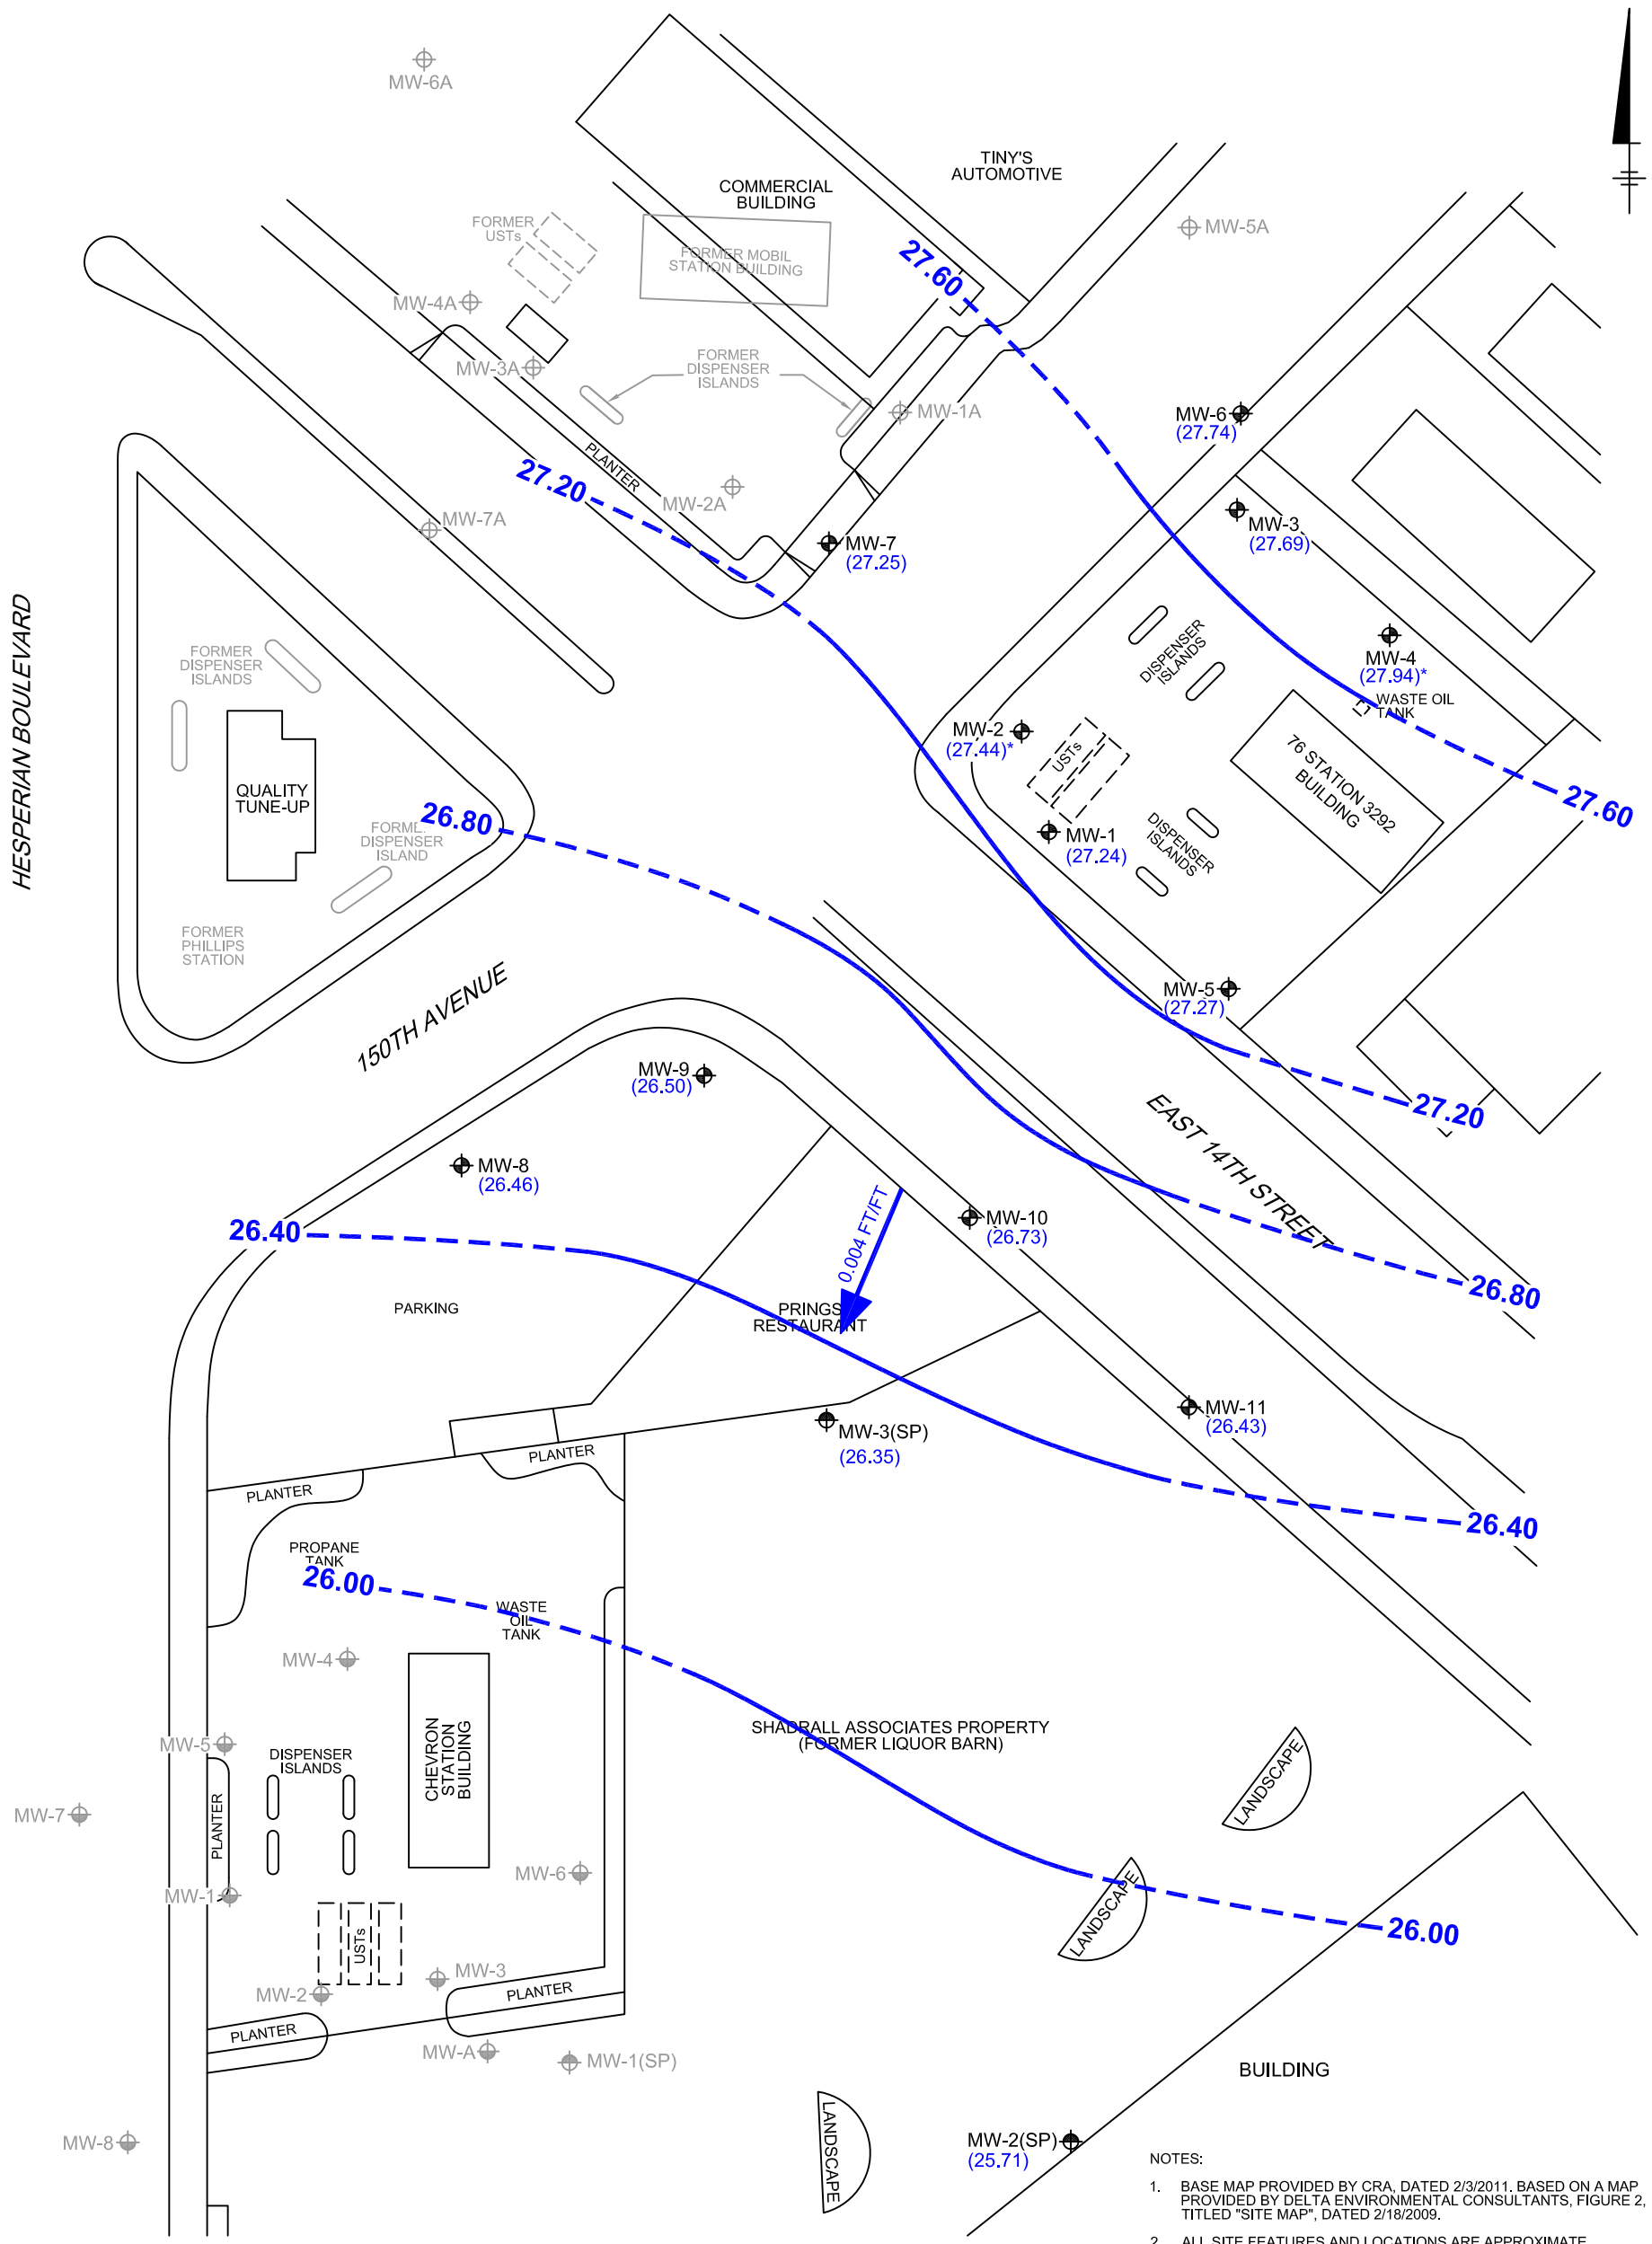 MW-6A
TINY'S
AUTOMOTIVE
COMMERCIAL
BUILDING
FORMER
USTs
FORMER MOBIL
STATION BUILDING
MW-5A
27.60
MW-4A
FORMER
DISPENSER
ISLANDS
MW-3A
MW-1A
MW-6
(27.74)
PLANTER
27.20
MW-2A
MW-7A
MW-3
(27.69)
MW-7
(27.25)
HESPERIAN BOULEVARD
FORMER
DISPENSER
ISLANDS
DISPENSER
ISLANDS
MW-4
(27.94)*
WASTE OIL
TANK
MW-2
(27.44)*
USTs
76 STATION 3292
BUILDING
QUALITY
TUNE-UP
27.60
26.80
FORME
DISPENSER
ISLAND
MW-1
(27.24)
DISPENSER
ISLANDS
FORMER
PHILLIPS
STATION
150TH AVENUE
MW-5
(27.27)
MW-9
(26.50)
27.20
EAST 14TH STREET
MW-8
(26.46)
26.40
0.004 FT/FT
MW-10
(26.73)
26.80
PARKING
PRINGS
RESTAURANT
MW-11
(26.43)
MW-3(SP)
(26.35)
PLANTER
PLANTER
26.40
PROPANE
TANK
26.00
WASTE
OIL
TANK
MW-4
MW-5
DISPENSER
ISLANDS
CHEVRON
STATION
BUILDING
SHADRALL ASSOCIATES PROPERTY
(FORMER LIQUOR BARN)
LANDSCAPE
MW-7
PLANTER
MW-6
MW-1
LANDSCAPE
26.00
USTs
MW-3
MW-2
PLANTER
PLANTER
MW-A
MW-1(SP)
BUILDING
LANDSCAPE
MW-8
MW-2(SP)
(25.71)
NOTES:
1. BASE MAP PROVIDED BY CRA, DATED 2/3/2011. BASED ON A MAP
PROVIDED BY DELTA ENVIRONMENTAL CONSULTANTS, FIGURE 2,
TITLED "SITE MAP", DATED 2/18/2009.
2. ALL SITE FEATURES AND LOCATIONS ARE APPROXIMATE